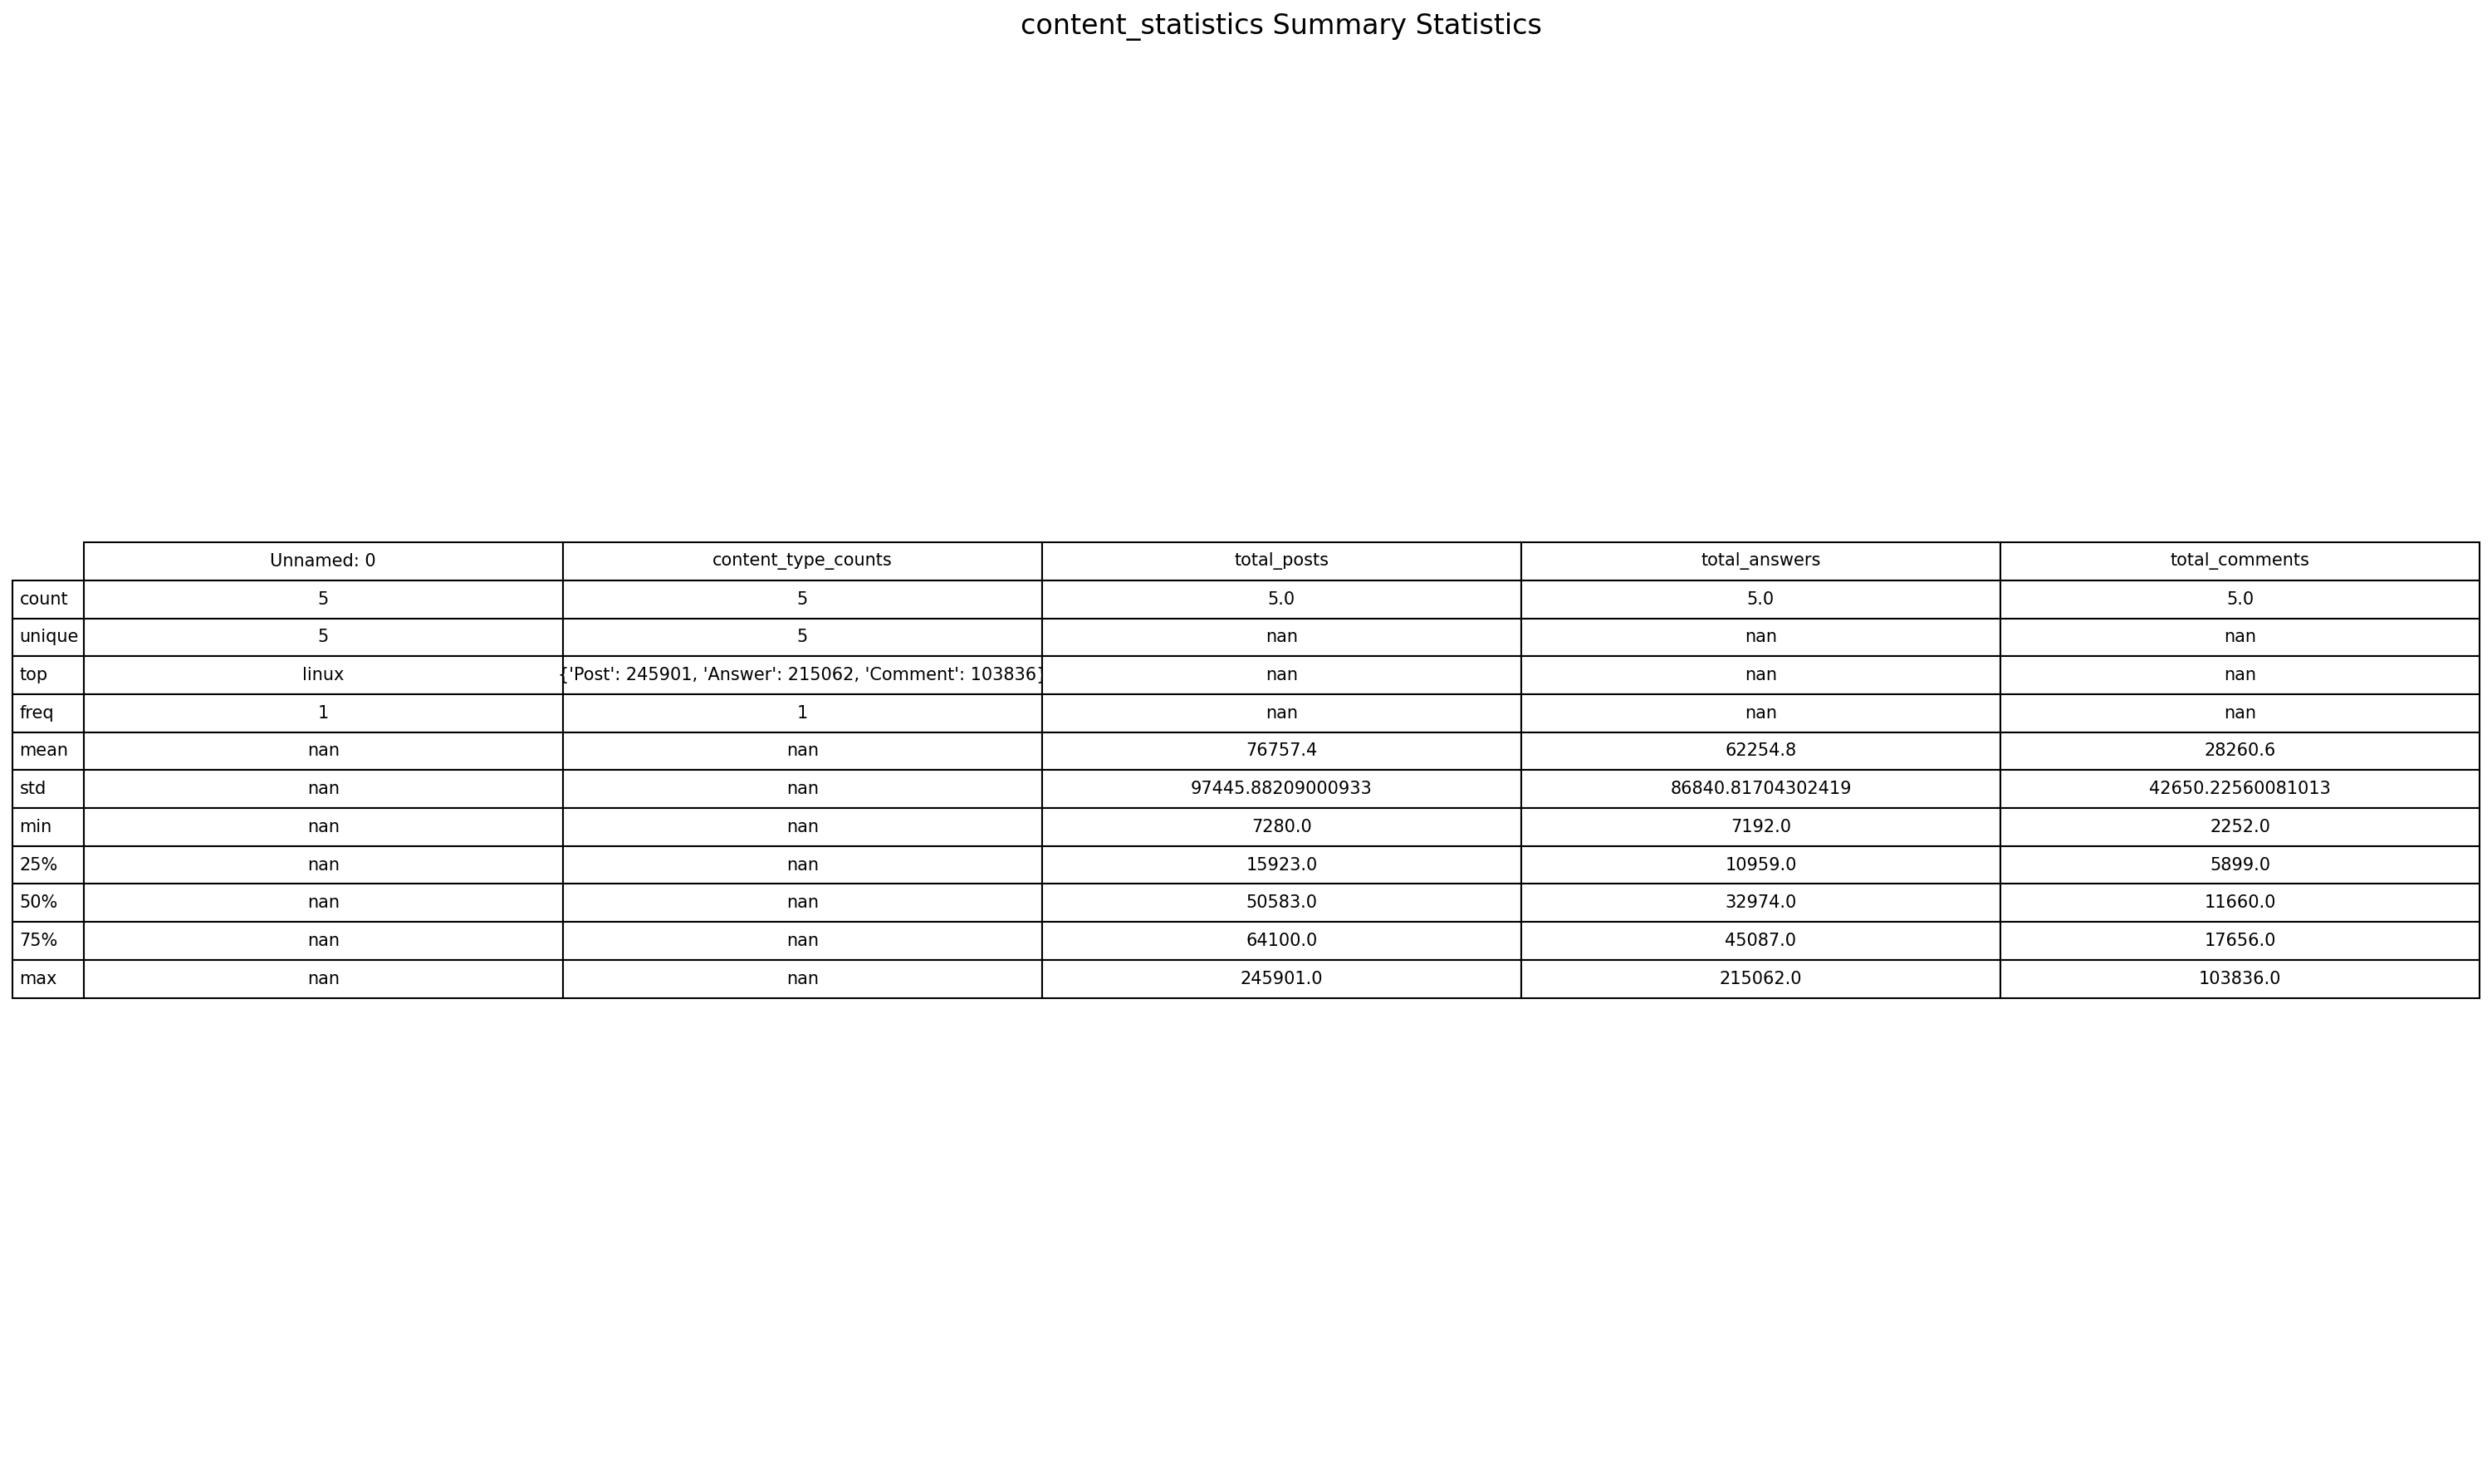 content_statistics Summary Statistics
Unnamed: 0 content_type_counts total_posts total_answers total_comments
count 5 5 5.0 5.0 5.0
unique 5 5 nan nan nan
top linux {'Post': 245901, 'Answer': 215062, 'Comment': 103836} nan nan nan
freq 1 1 nan nan nan
mean nan nan 76757.4 62254.8 28260.6
std nan nan 97445.88209000933 86840.81704302419 42650.22560081013
min nan nan 7280.0 7192.0 2252.0
25% nan nan 15923.0 10959.0 5899.0
50% nan nan 50583.0 32974.0 11660.0
75% nan nan 64100.0 45087.0 17656.0
max nan nan 245901.0 215062.0 103836.0